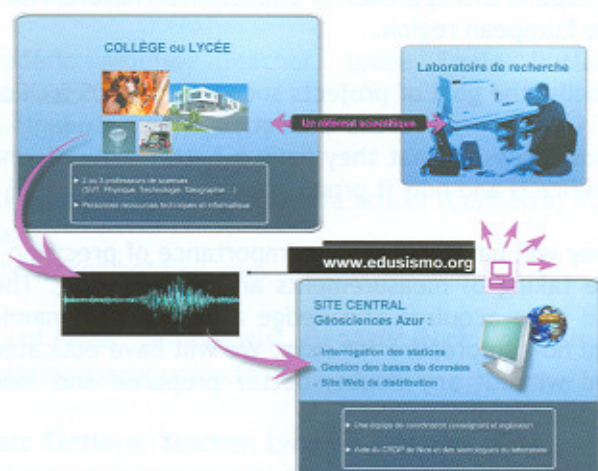 COLLÈGE ou LYCÉE
2 ou 3 professeurs de sciences
(SVT, Physique, Technologie, Géographie ...)
Personnes ressources techniques et informatique
Un référent scientifique
Laboratoire de recherche
www.edusismo.org
SITE CENTRAL
Géosciences Azur :
- Interrogation des stations
- Gestion des bases de données
- Site Web de distribution
Une équipe de coordination (enseignant et ingénieur)
Aide du CRDP de Nice et des sismologues du laboratoire